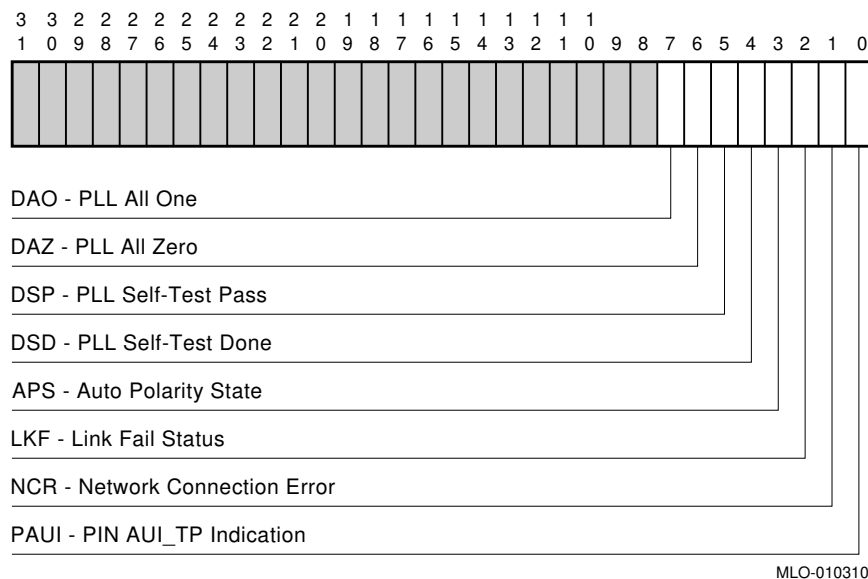 3 3 2 2 2 2 2 2 2 2 2 2 1 1 1 1 1 1 1 1 1 1
1 0 9 8 7 6 5 4 3 2 1 0 9 8 7 6 5 4 3 2 1 0 9 8 7 6 5 4 3 2 1 0
DAO - PLL All One
DAZ - PLL All Zero
DSP - PLL Self-Test Pass
DSD - PLL Self-Test Done
APS - Auto Polarity State
LKF - Link Fail Status
NCR - Network Connection Error
PAUI - PIN AUI_TP Indication
MLO-010310